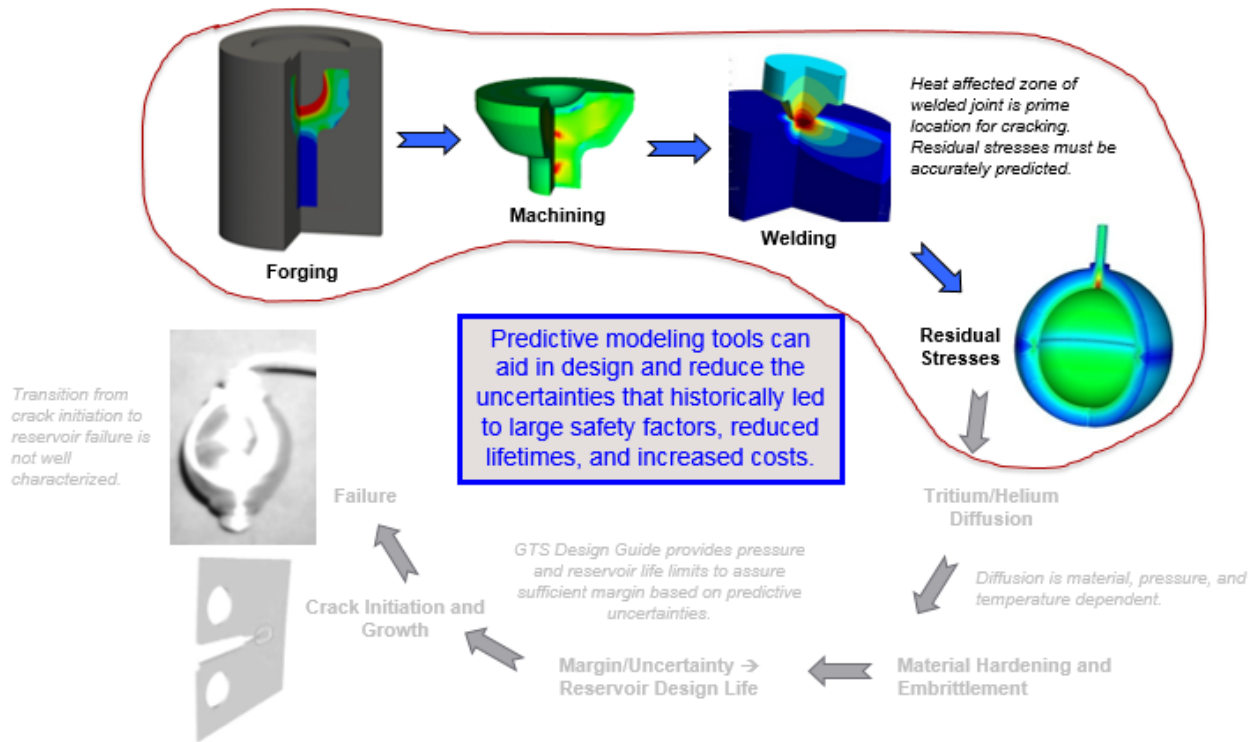 Forging
Machining
Welding
Heat affected zone of
welded joint is prime
location for cracking.
Residual stresses must be
accurately predicted.
Residual
Stresses
Predictive modeling tools can
aid in design and reduce the
uncertainties that historically led
to large safety factors, reduced
lifetimes, and increased costs.
Tritium/Helium
Diffusion
Diffusion is material, pressure, and
temperature dependent.
Material Hardening and
Embrittlement
Margin/Uncertainty →
Reservoir Design Life
GTS Design Guide provides pressure
and reservoir life limits to assure
sufficient margin based on predictive
uncertainties.
Crack Initiation and
Growth
Failure
Transition from
crack initiation to
reservoir failure is
not well
characterized.